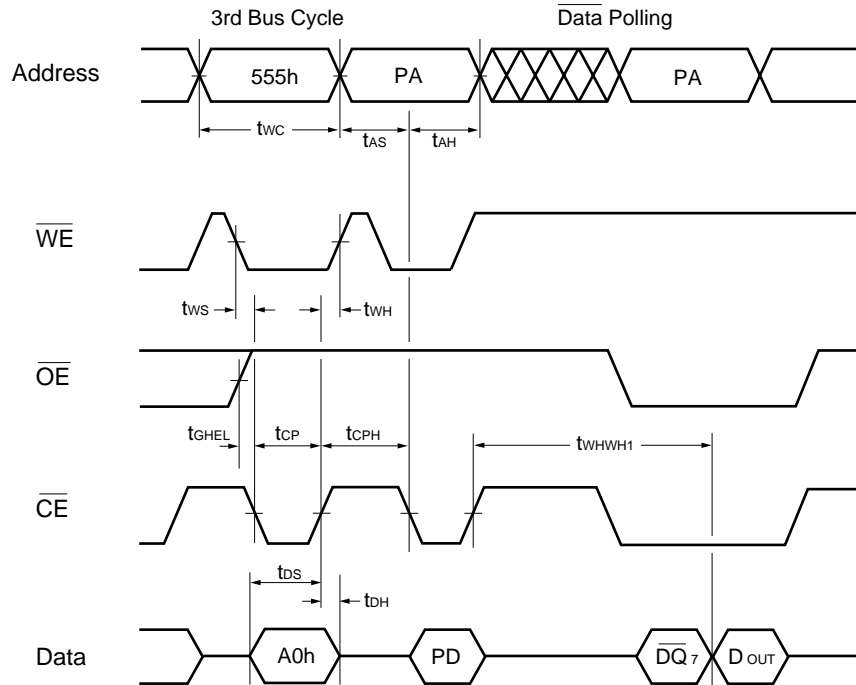 3rd Bus Cycle Data Polling
Address 555h PA PA
tWC tAS tAH
WE
tWS tWH
OE
tGHEL tCP tCPH tWHWH1
CE
tDS
tDH
Data A0h PD DQ7 DOUT